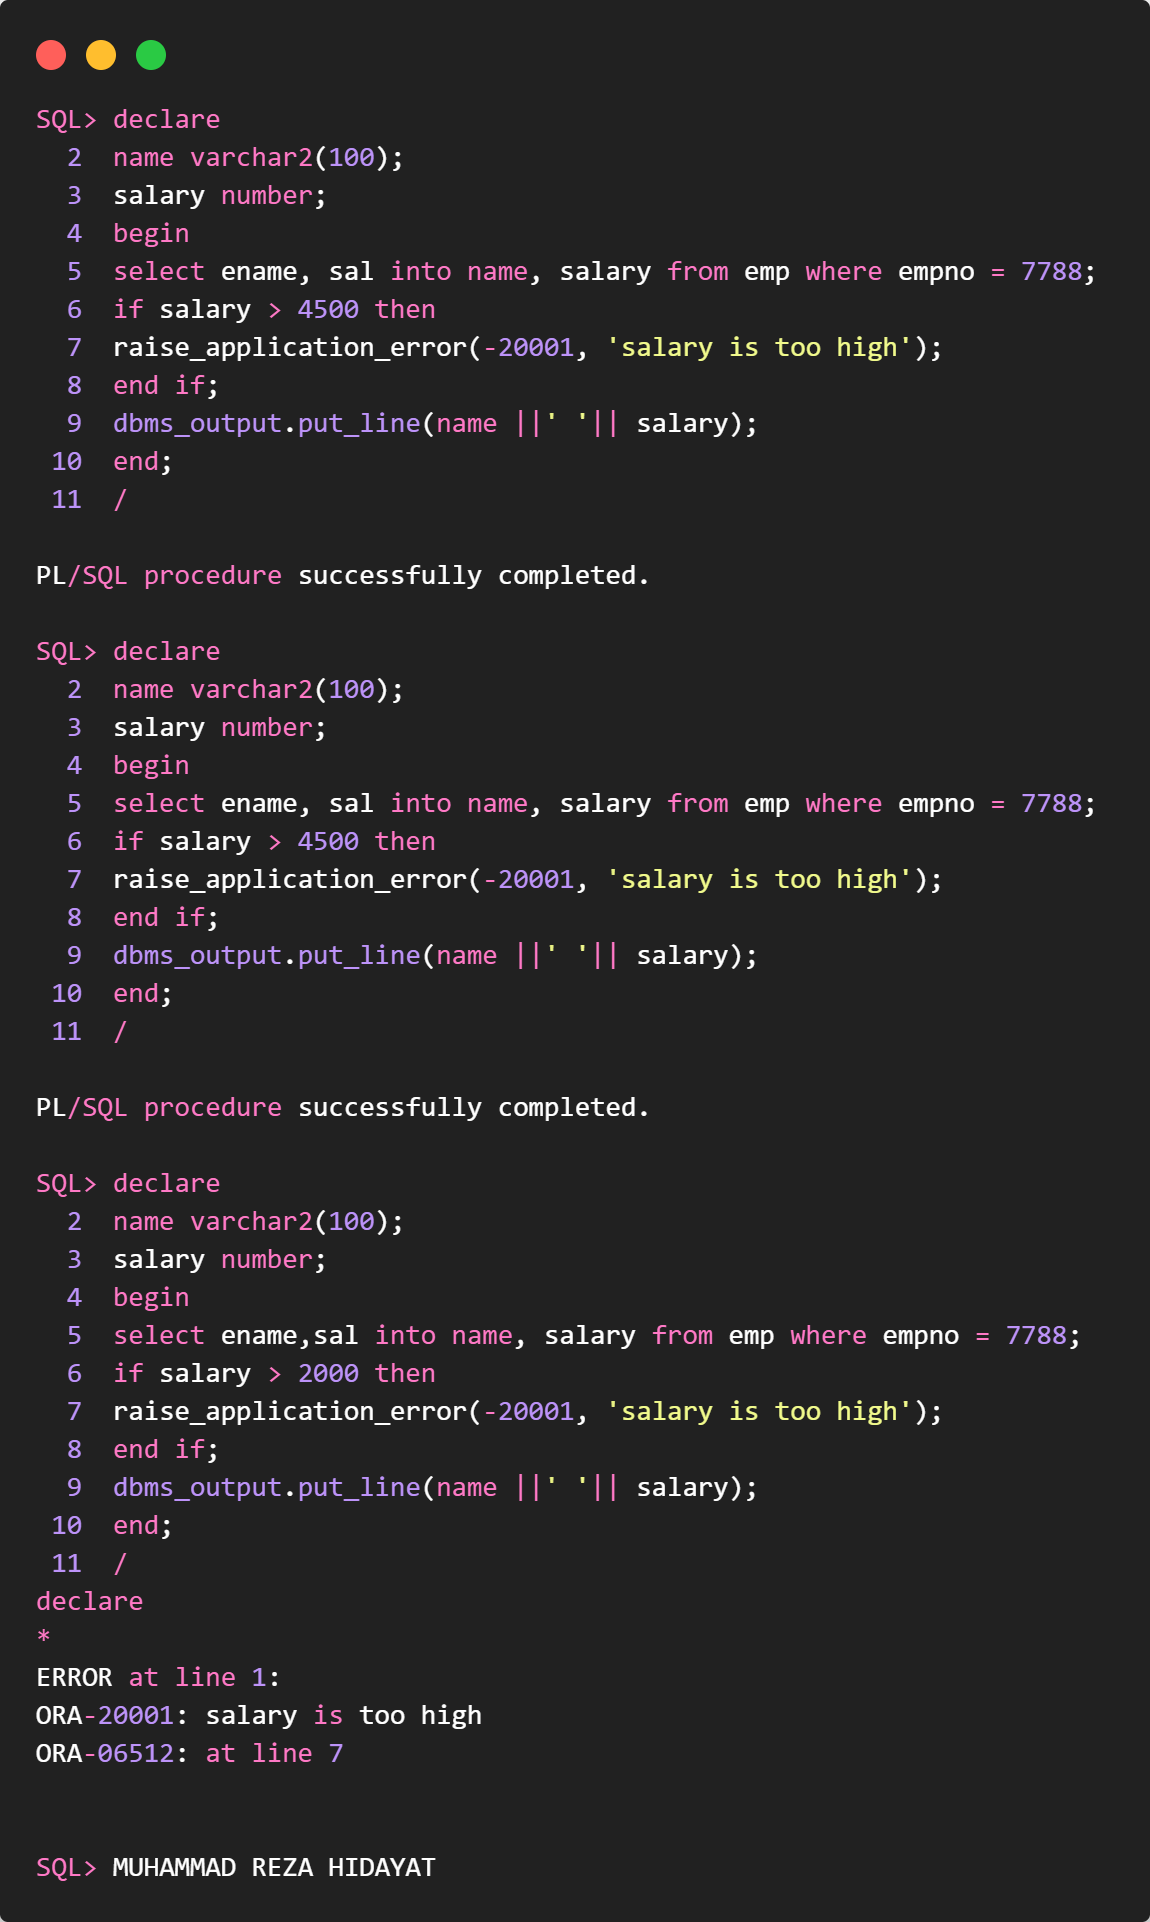 SQL> declare
  2  name varchar2(100);
  3  salary number;
  4  begin
  5  select ename, sal into name, salary from emp where empno = 7788;
  6  if salary > 4500 then
  7  raise_application_error(-20001, 'salary is too high');
  8  end if;
  9  dbms_output.put_line(name ||' '|| salary);
 10  end;
 11  /
PL/SQL procedure successfully completed.
SQL> declare
  2  name varchar2(100);
  3  salary number;
  4  begin
  5  select ename, sal into name, salary from emp where empno = 7788;
  6  if salary > 4500 then
  7  raise_application_error(-20001, 'salary is too high');
  8  end if;
  9  dbms_output.put_line(name ||' '|| salary);
 10  end;
 11  /
PL/SQL procedure successfully completed.
SQL> declare
  2  name varchar2(100);
  3  salary number;
  4  begin
  5  select ename,sal into name, salary from emp where empno = 7788;
  6  if salary > 2000 then
  7  raise_application_error(-20001, 'salary is too high');
  8  end if;
  9  dbms_output.put_line(name ||' '|| salary);
 10  end;
 11  /
declare
*
ERROR at line 1:
ORA-20001: salary is too high
ORA-06512: at line 7
SQL> MUHAMMAD REZA HIDAYAT